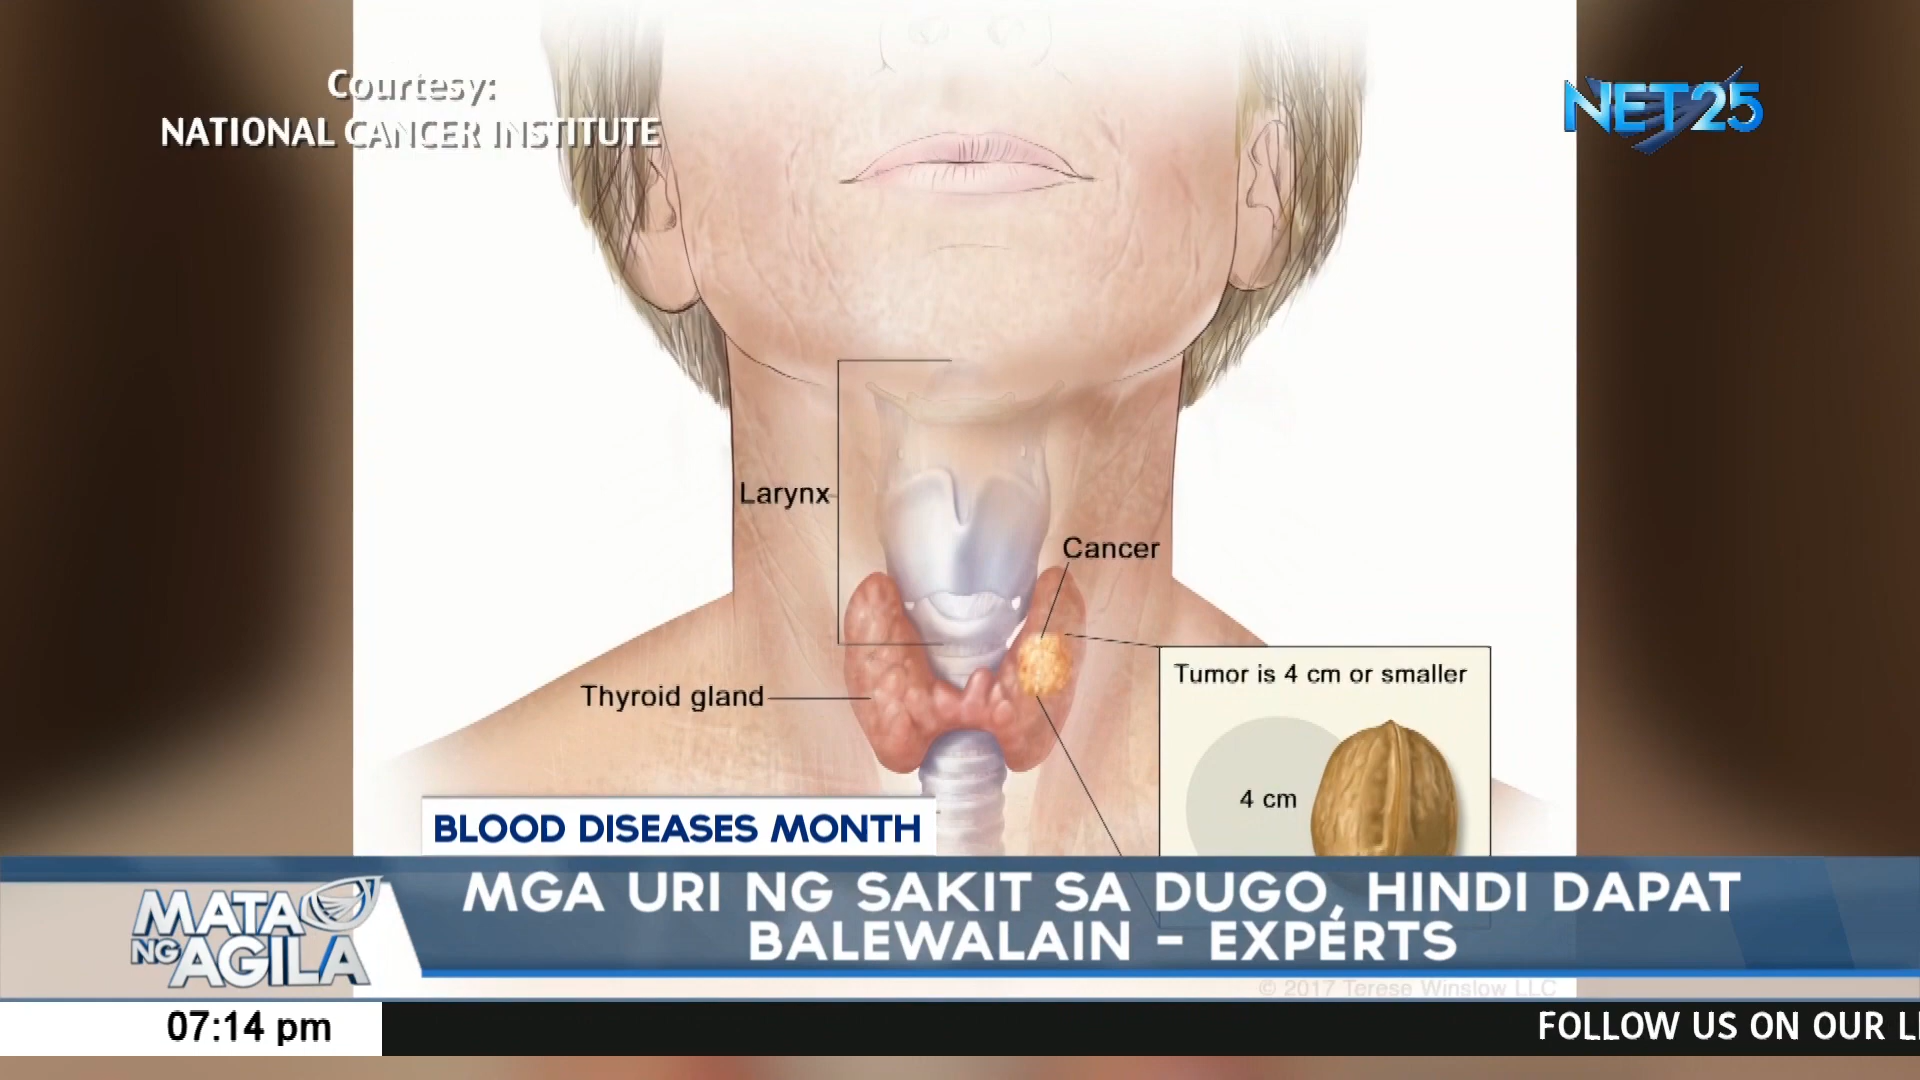 Courtesy:
NATIONAL CANCER INSTITUTE
NET25
Larynx
Cancer
Thyroid gland
Tumor is 4 cm or smaller
4 cm
BLOOD DISEASES MONTH
MGA URI NG SAKIT SA DUGO, HINDI DAPAT
BALEWALAIN - EXPERTS
MATA
NG AGILA
© 2017 Terese Winslow LLC
07:14 pm
FOLLOW US ON OUR